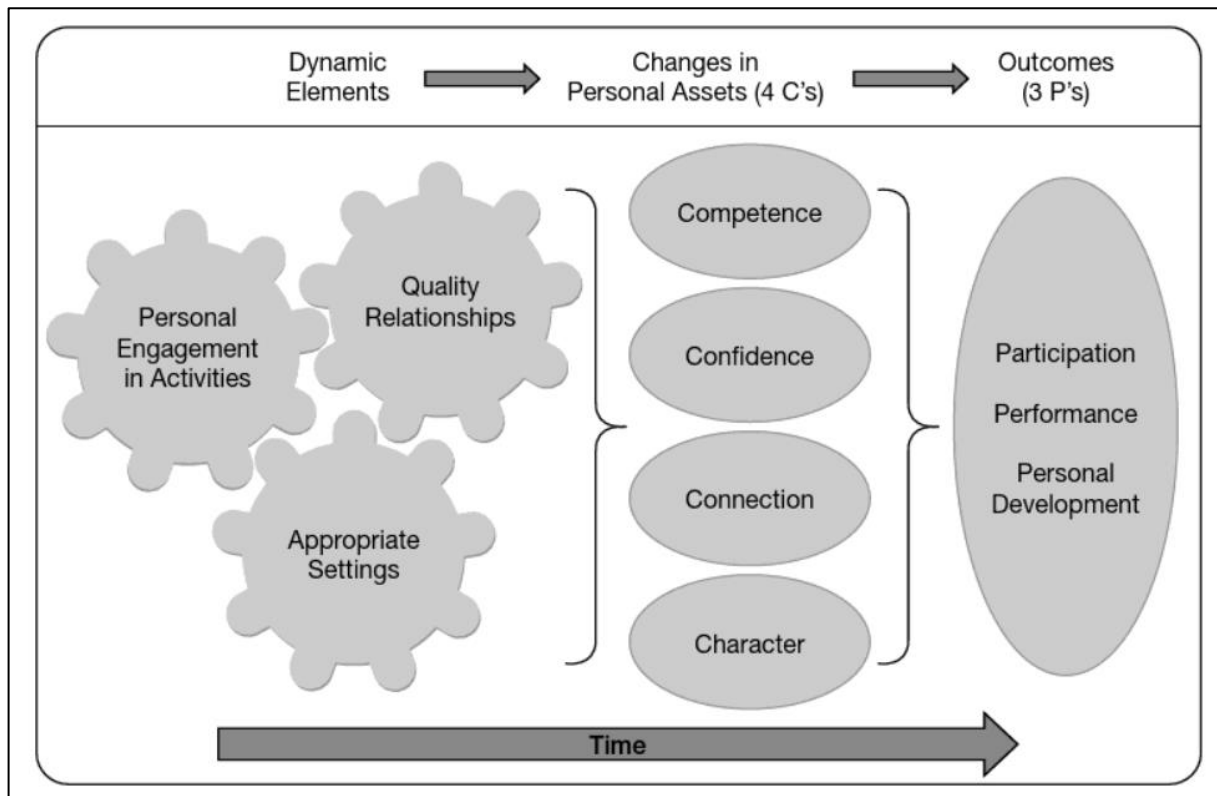 Dynamic
Elements
Changes in
Personal Assets (4 C's)
Outcomes
(3 P's)
Personal
Engagement
in Activities
Quality
Relationships
Appropriate
Settings
Competence
Confidence
Connection
Character
Participation
Performance
Personal
Development
Time